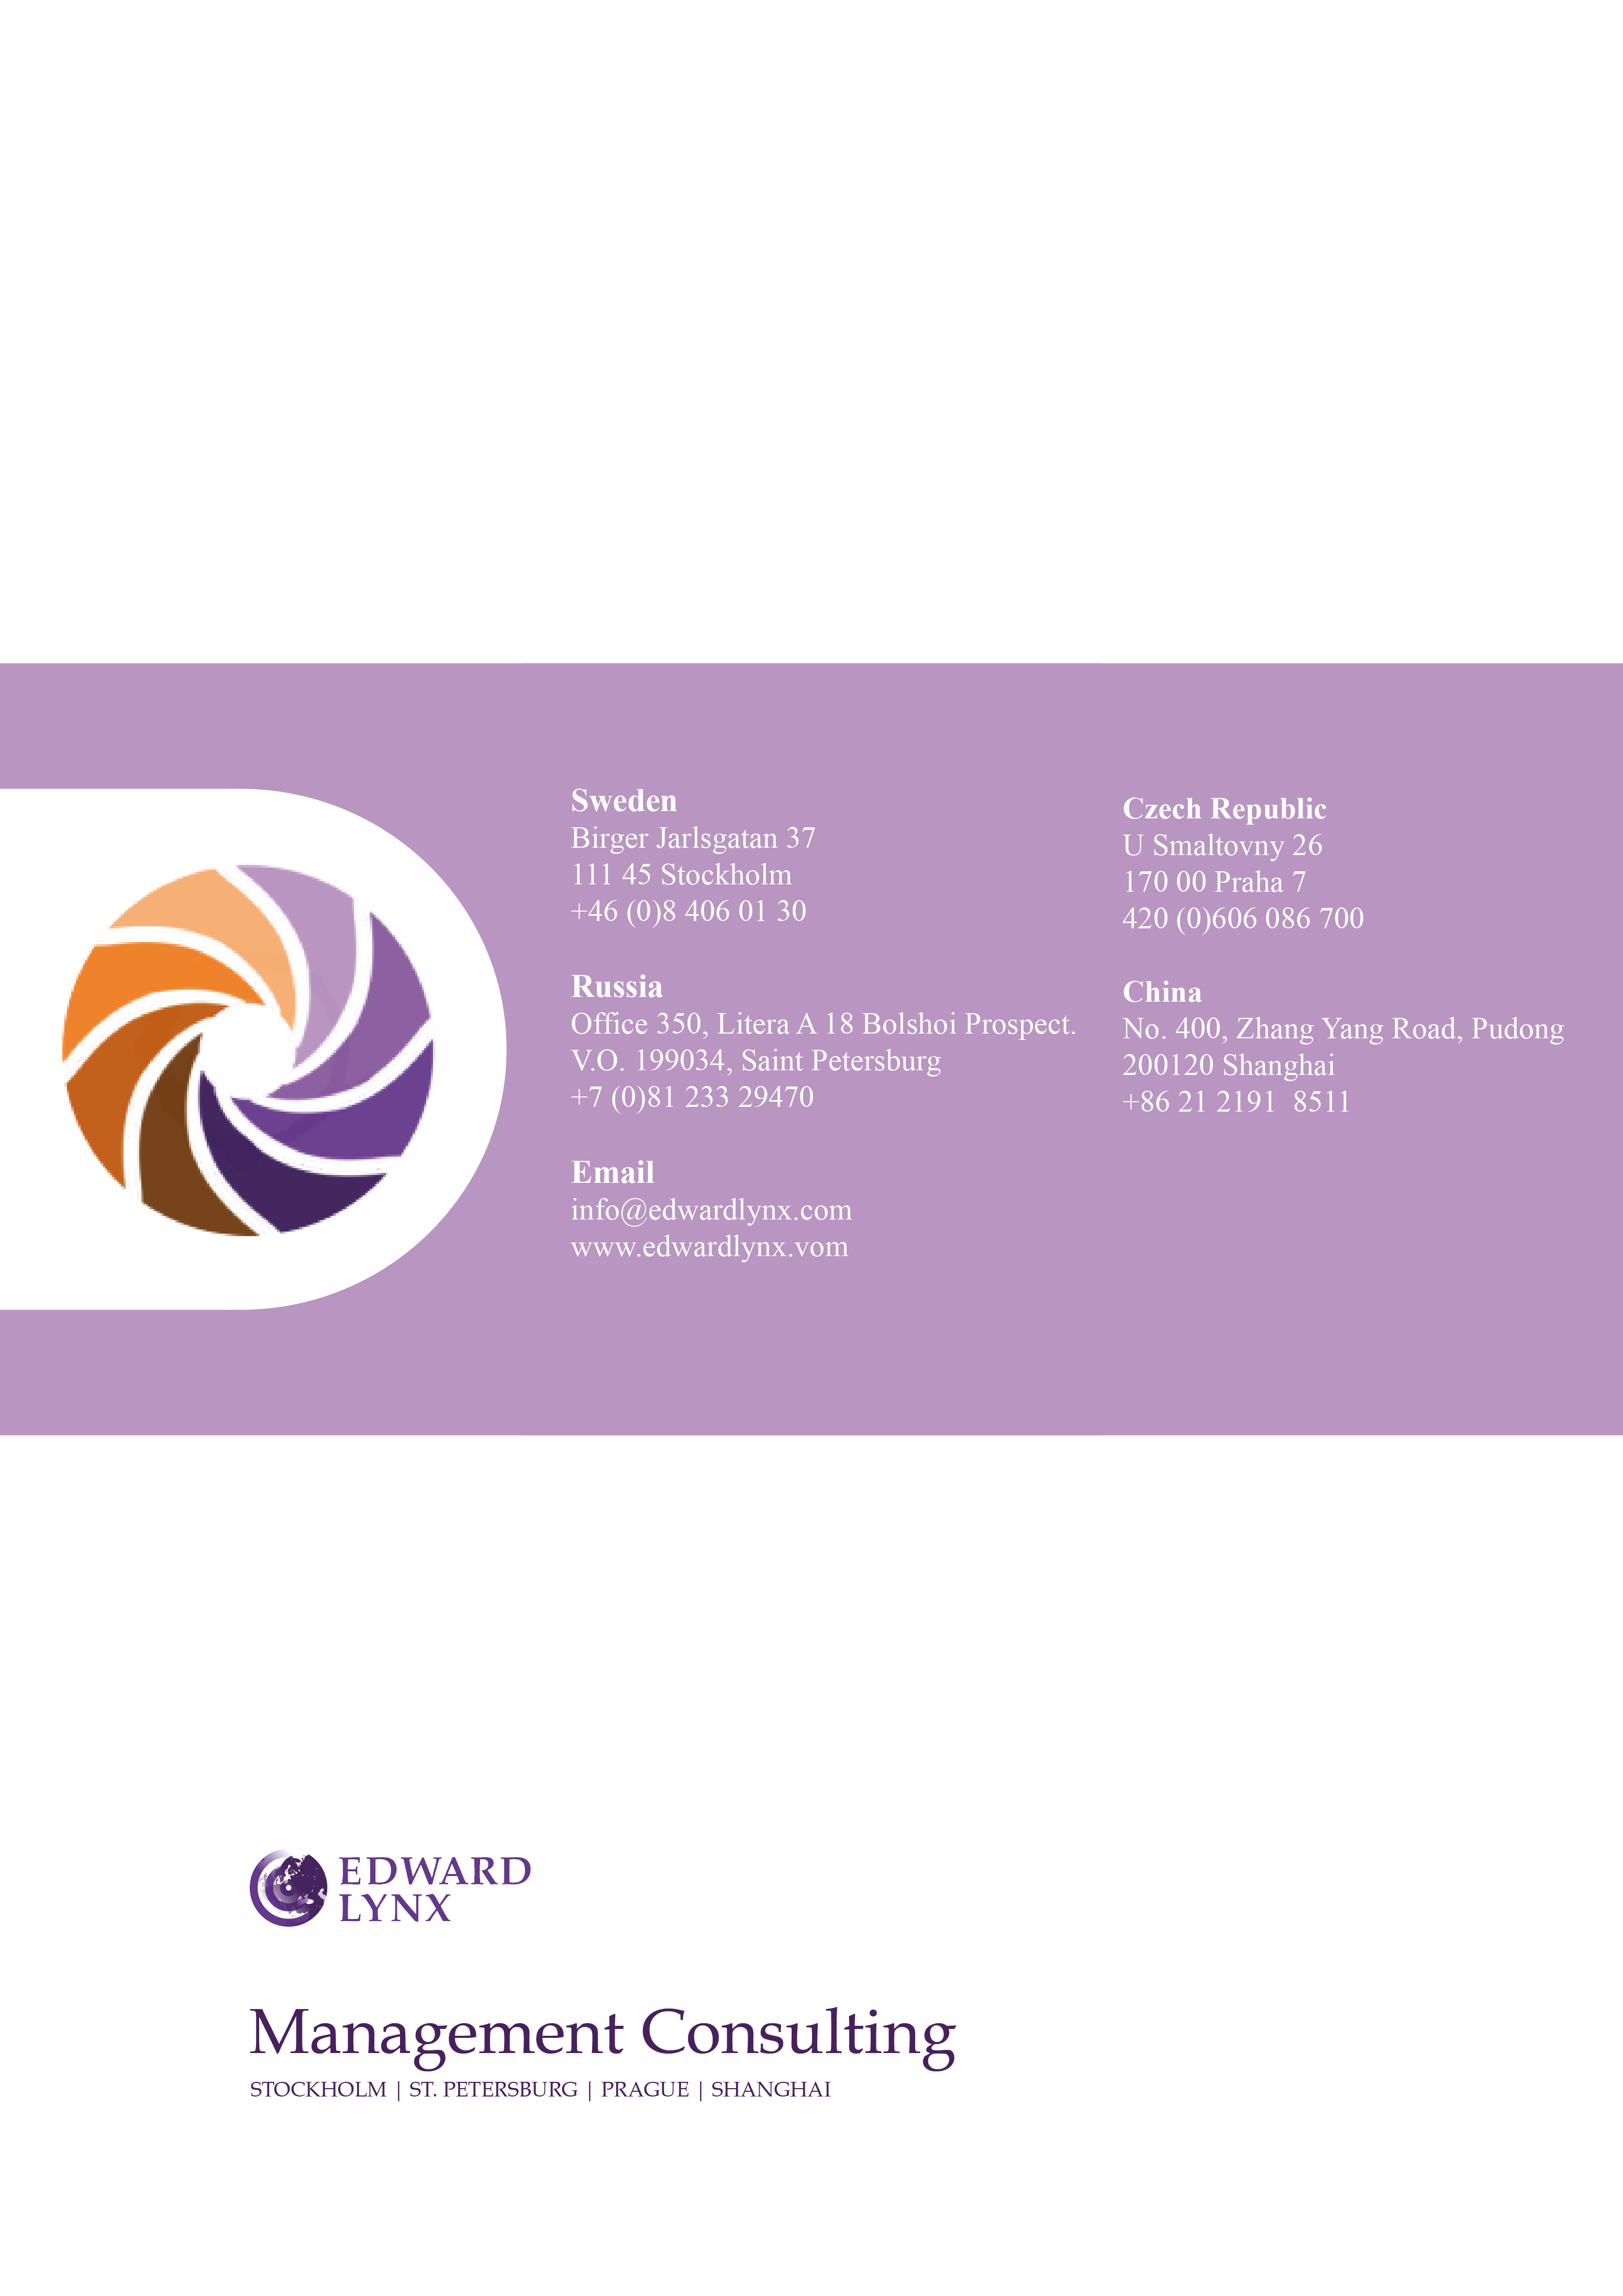 Sweden
Birger Jarlsgatan 37
111 45 Stockholm
+46 (0)8 406 01 30
Russia
Office 350, Litera A 18 Bolshoi Prospect.
V.O. 199034, Saint Petersburg
+7 (0)81 233 29470
Email
info@edwardlynx.com
www.edwardlynx.vom
Czech Republic
U Smaltovny 26
170 00 Praha 7
420 (0)606 086 700
China
No. 400, Zhang Yang Road, Pudong
200120 Shanghai
+86 21 2191  8511
EDWARD
LYNX
Management Consulting
STOCKHOLM | ST. PETERSBURG | PRAGUE | SHANGHAI